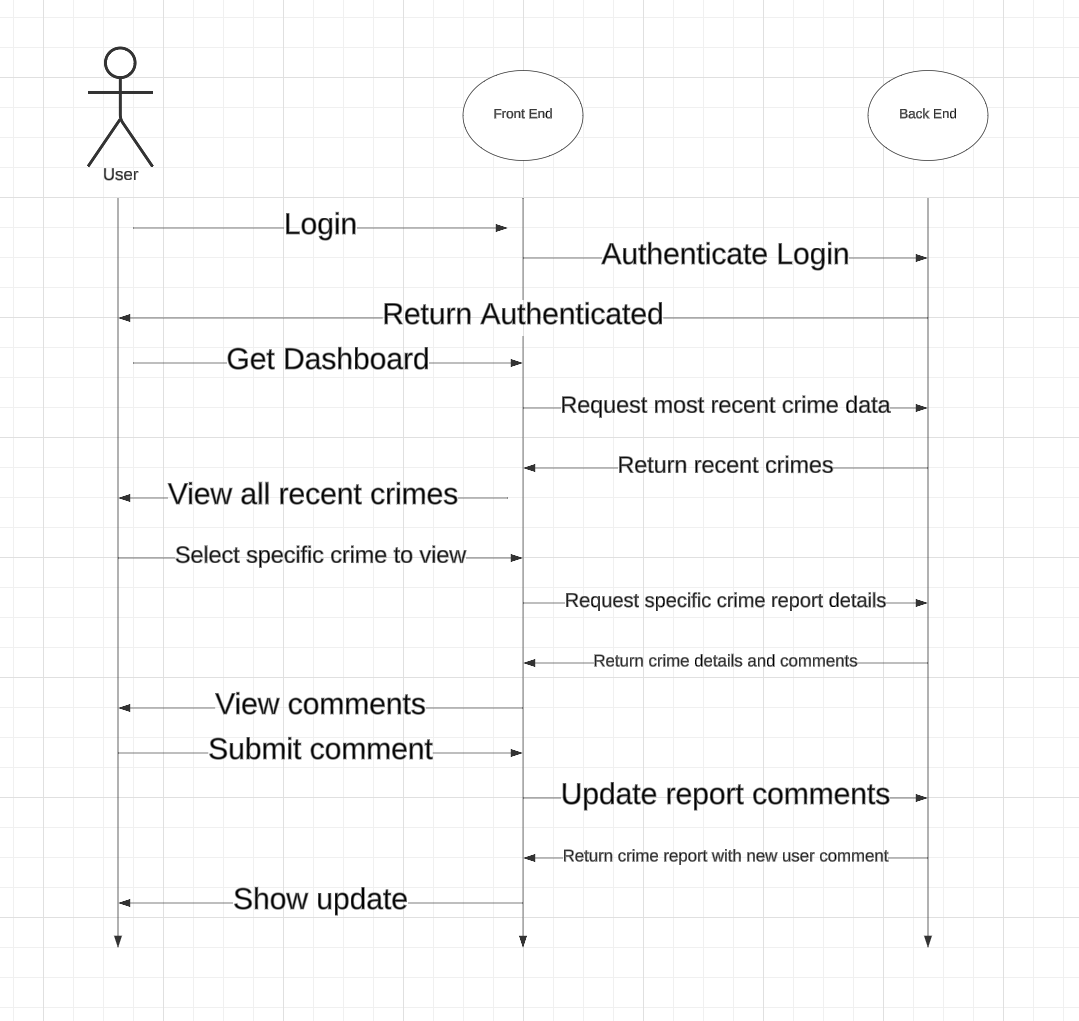 Front End
Back End
User
Login
Authenticate Login
Return Authenticated
Get Dashboard
Request most recent crime data
Return recent crimes
View all recent crimes
Select specific crime to view
Request specific crime report details
Return crime details and comments
View comments
Submit comment
Update report comments
Return crime report with new user comment
Show update